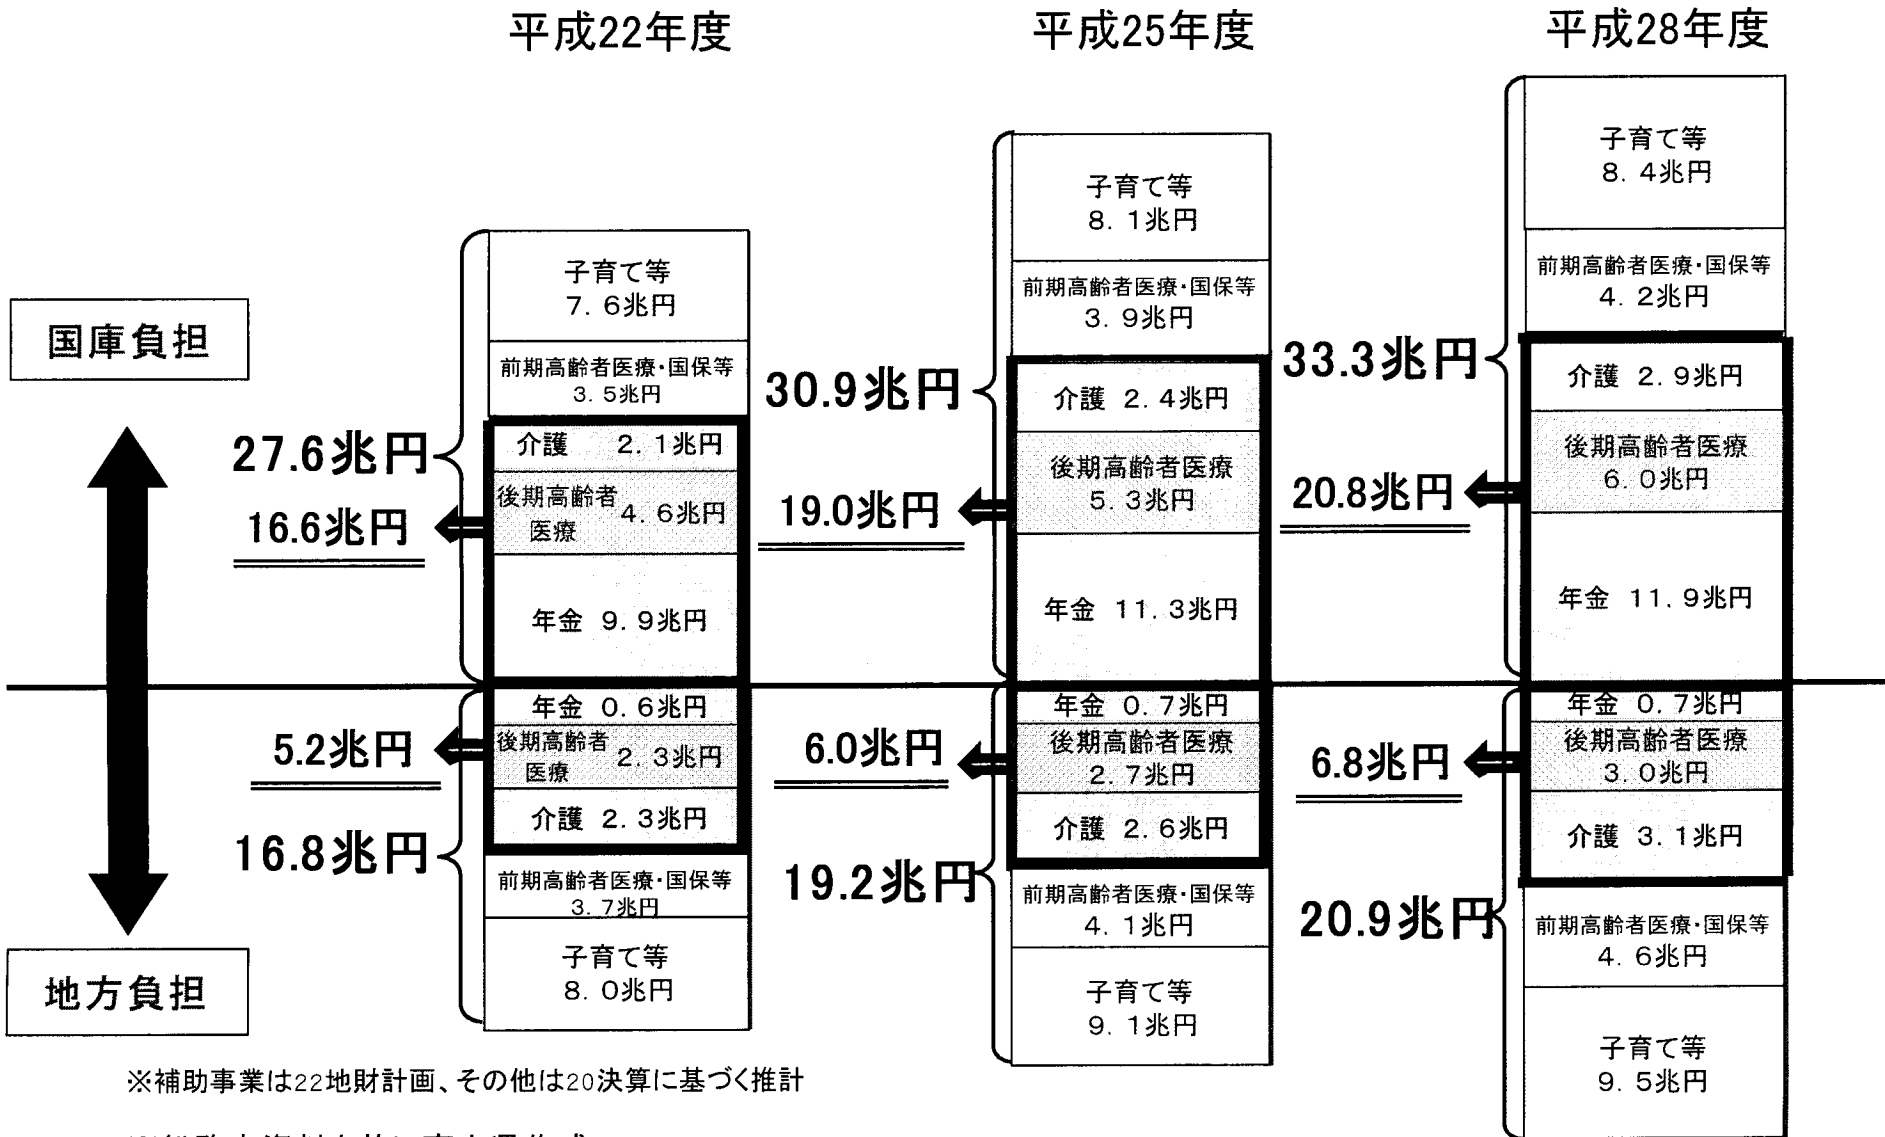 平成22年度
平成25年度
平成28年度
国庫負担
地方負担
27.6兆円
16.6兆円
5.2兆円
16.8兆円
子育て等
7.6兆円
前期高齢者医療・国保等
3.5兆円
介護 2.1兆円
後期高齢者
医療
4.6兆円
年金 9.9兆円
年金 0.6兆円
後期高齢者
医療
2.3兆円
介護 2.3兆円
前期高齢者医療・国保等
3.7兆円
子育て等
8.0兆円
30.9兆円
19.0兆円
6.0兆円
19.2兆円
子育て等
8.1兆円
前期高齢者医療・国保等
3.9兆円
介護 2.4兆円
後期高齢者医療
5.3兆円
年金 11.3兆円
年金 0.7兆円
後期高齢者医療
2.7兆円
介護 2.6兆円
前期高齢者医療・国保等
4.1兆円
子育て等
9.1兆円
33.3兆円
20.8兆円
6.8兆円
20.9兆円
子育て等
8.4兆円
前期高齢者医療・国保等
4.2兆円
介護 2.9兆円
後期高齢者医療
6.0兆円
年金 11.9兆円
年金 0.7兆円
後期高齢者医療
3.0兆円
介護 3.1兆円
前期高齢者医療・国保等
4.6兆円
子育て等
9.5兆円
※補助事業は22地財計画、その他は20決算に基づく推計